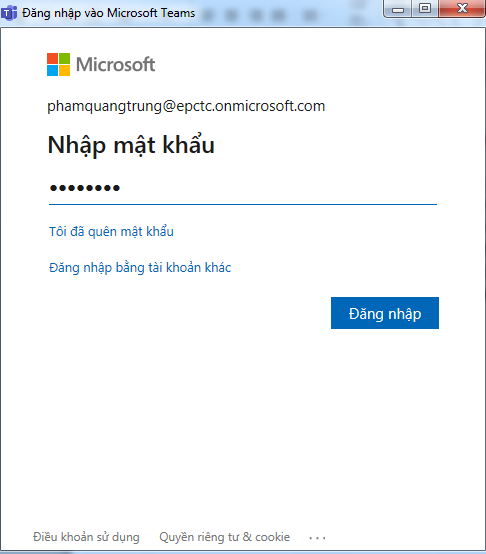 Đăng nhập vào Microsoft Teams
Microsoft
phamquangtrung@epctc.onmicrosoft.com
Nhập mật khẩu
••••••••
Tôi đã quên mật khẩu
Đăng nhập bằng tài khoản khác
Đăng nhập
Điều khoản sử dụng Quyền riêng tư & cookie ...